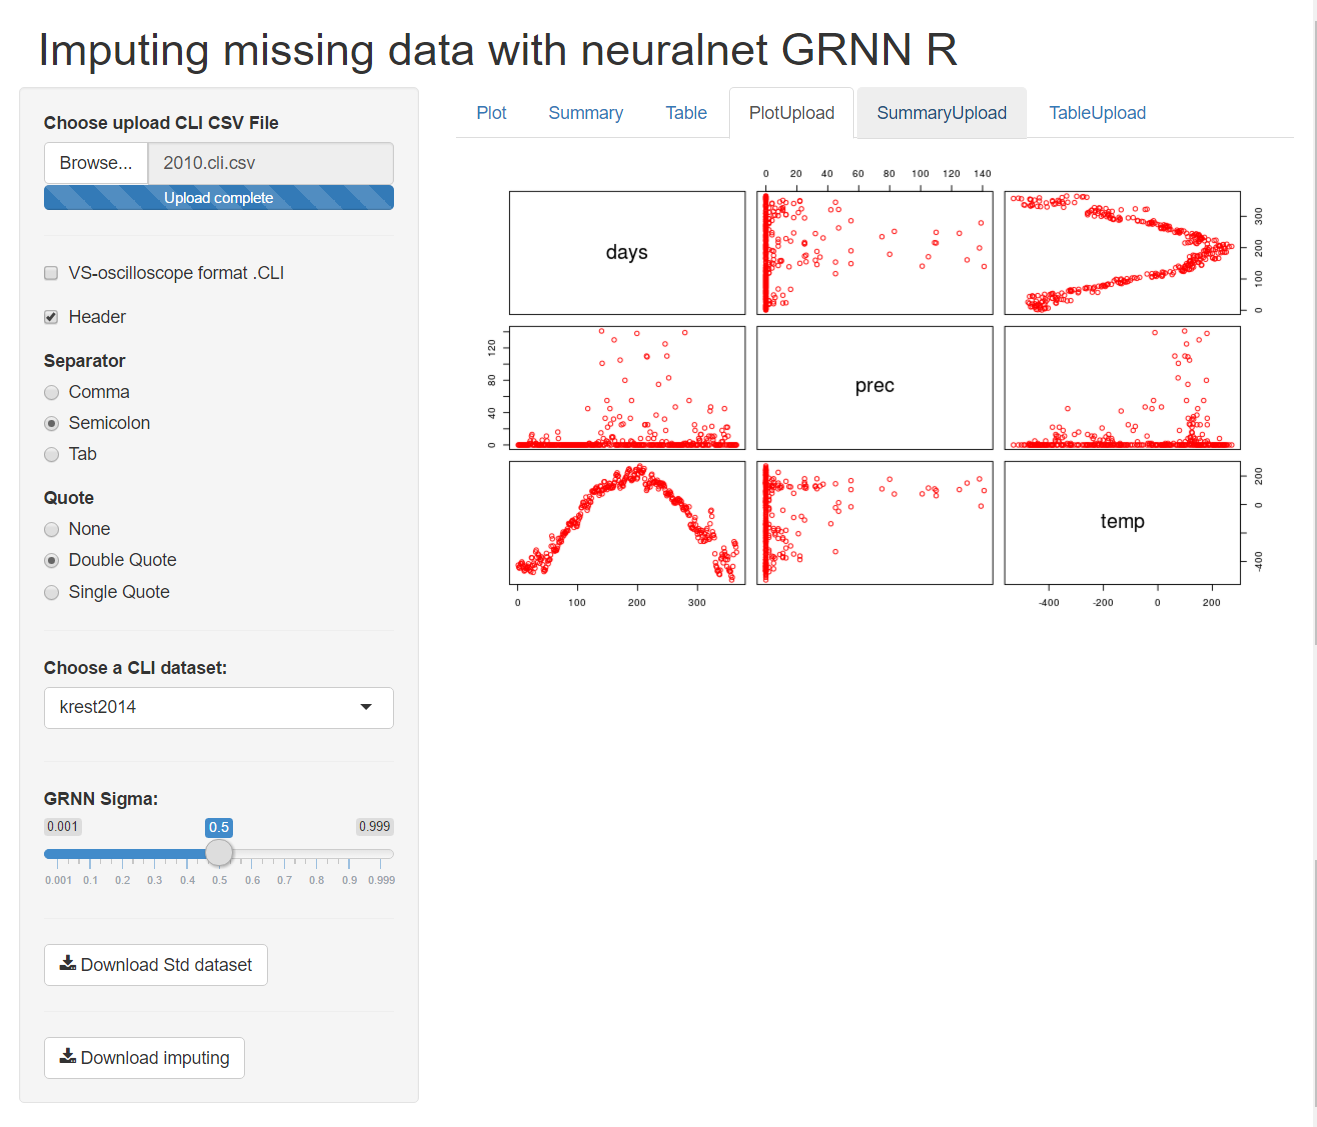 Imputing missing data with neuralnet GRNN R
Choose upload CLI CSV File
Browse... 2010.cli.csv
Upload complete
VS-oscilloscope format .CLI
Header
Separator
Comma
Semicolon
Tab
Quote
None
Double Quote
Single Quote
Choose a CLI dataset:
krest2014
GRNN Sigma:
0.001 0.5 0.999
0.001 0.1 0.2 0.3 0.4 0.5 0.6 0.7 0.8 0.9 0.999
Download Std dataset
Download imputing
Plot Summary Table PlotUpload SummaryUpload TableUpload
0 20 40 60 80 100 120 140
days
0 100 200 300
prec
0 40 80 120
temp
-400 0 200
0 100 200 300
-400 -200 0 200